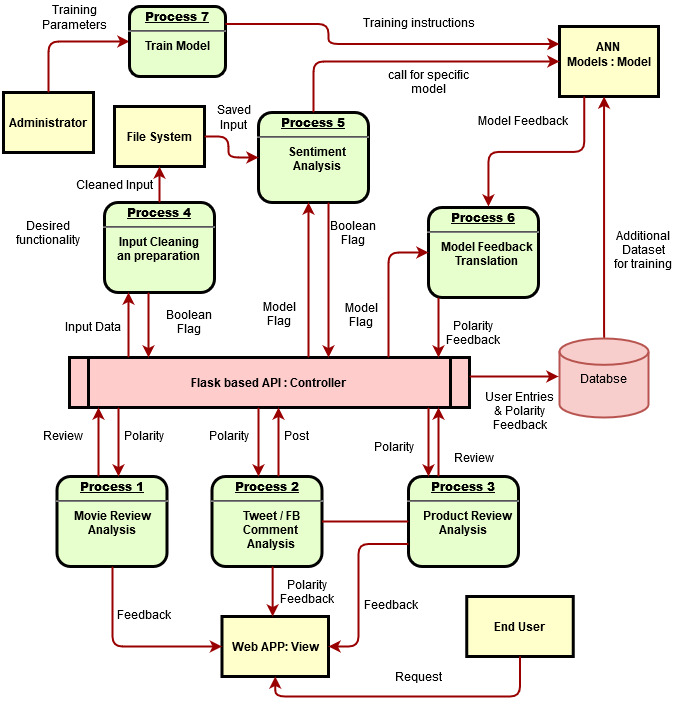 Training
Parameters
Process 7
Train Model
Training instructions
ANN
Models : Model
call for specific
model
Administrator
File System
Saved
Input
Process 5
Sentiment
Analysis
Model Feedback
Cleaned Input
Desired
functionality
Process 4
Input Cleaning
an preparation
Boolean
Flag
Process 6
Model Feedback
Translation
Additional
Dataset
for training
Input Data
Boolean
Flag
Model
Flag
Model
Flag
Polarity
Feedback
Flask based API : Controller
Databse
User Entries
& Polarity
Feedback
Review
Polarity
Polarity
Post
Polarity
Review
Process 1
Movie Review
Analysis
Process 2
Tweet / FB
Comment
Analysis
Process 3
Product Review
Analysis
Feedback
Polarity
Feedback
Feedback
Web APP: View
End User
Request